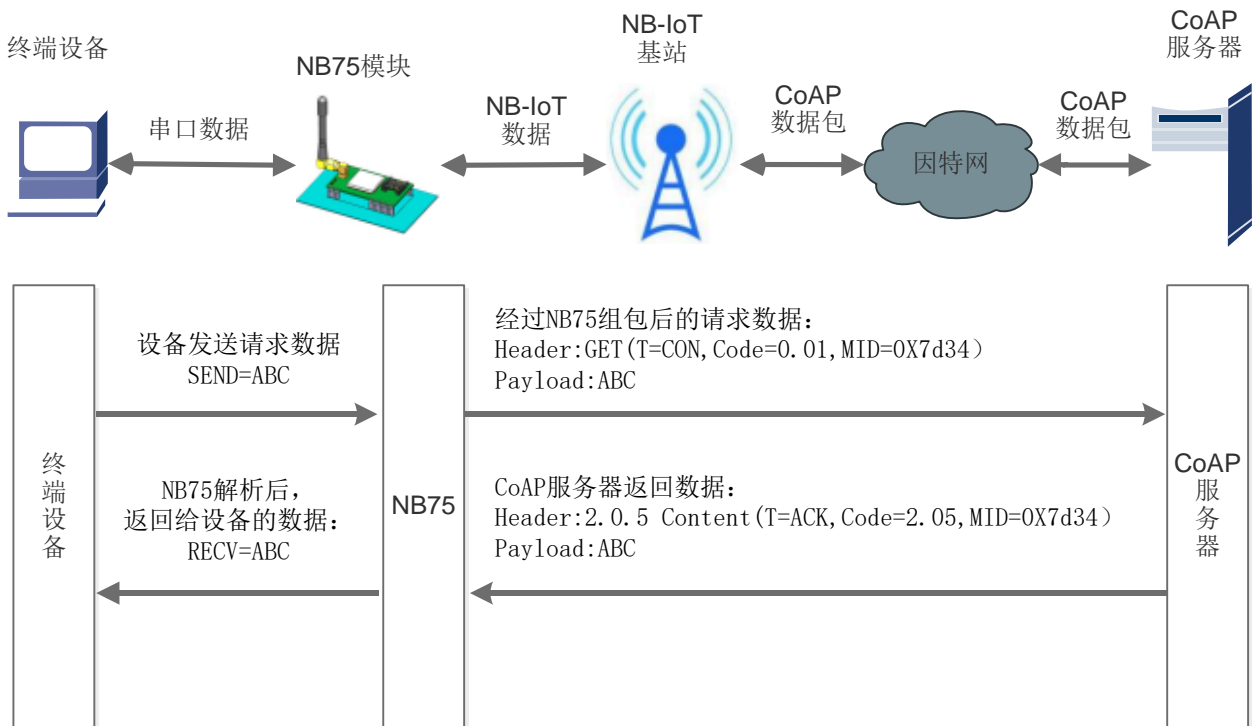 终端设备
NB75模块
NB-IoT
基站
CoAP
服务器
串口数据
NB-IoT
数据
CoAP
数据包
因特网
CoAP
数据包
设备发送请求数据
SEND=ABC
经过NB75组包后的请求数据：
Header:GET(T=CON,Code=0.01,MID=0X7d34）
Payload:ABC
终端设备
NB75解析后，
返回给设备的数据：
RECV=ABC
NB75
CoAP服务器返回数据：
Header:2.0.5 Content(T=ACK,Code=2.05,MID=0X7d34）
Payload:ABC
CoAP
服务器